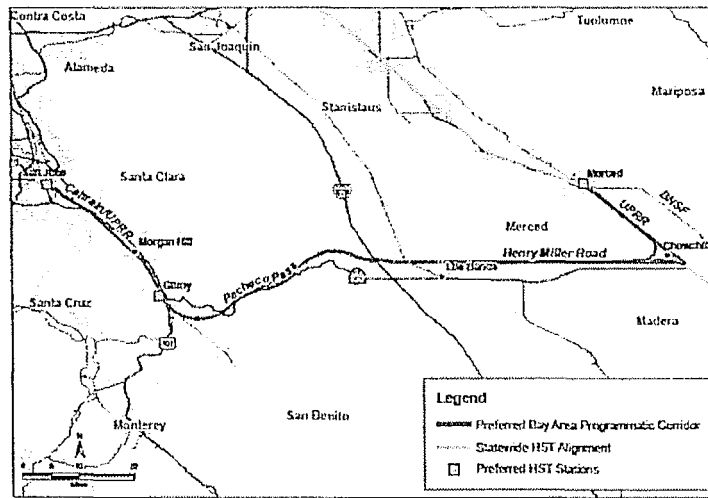 Contra Costa
Tuolumne
San Joaquin
Alameda
Stanislaus
Mariposa
San Jose
Santa Clara
Merced
Caltrain/UPRR
UPRR
BNSF
Morgan Hill
Merced
Henry Miller Road
Chowchilla
Pacheco Pass
Los Banos
Gilroy
Santa Cruz
101
Madera
San Benito
Monterey
N
Legend
Preferred Bay Area Programmatic Corridor
Statewide HST Alignment
Preferred HST Stations